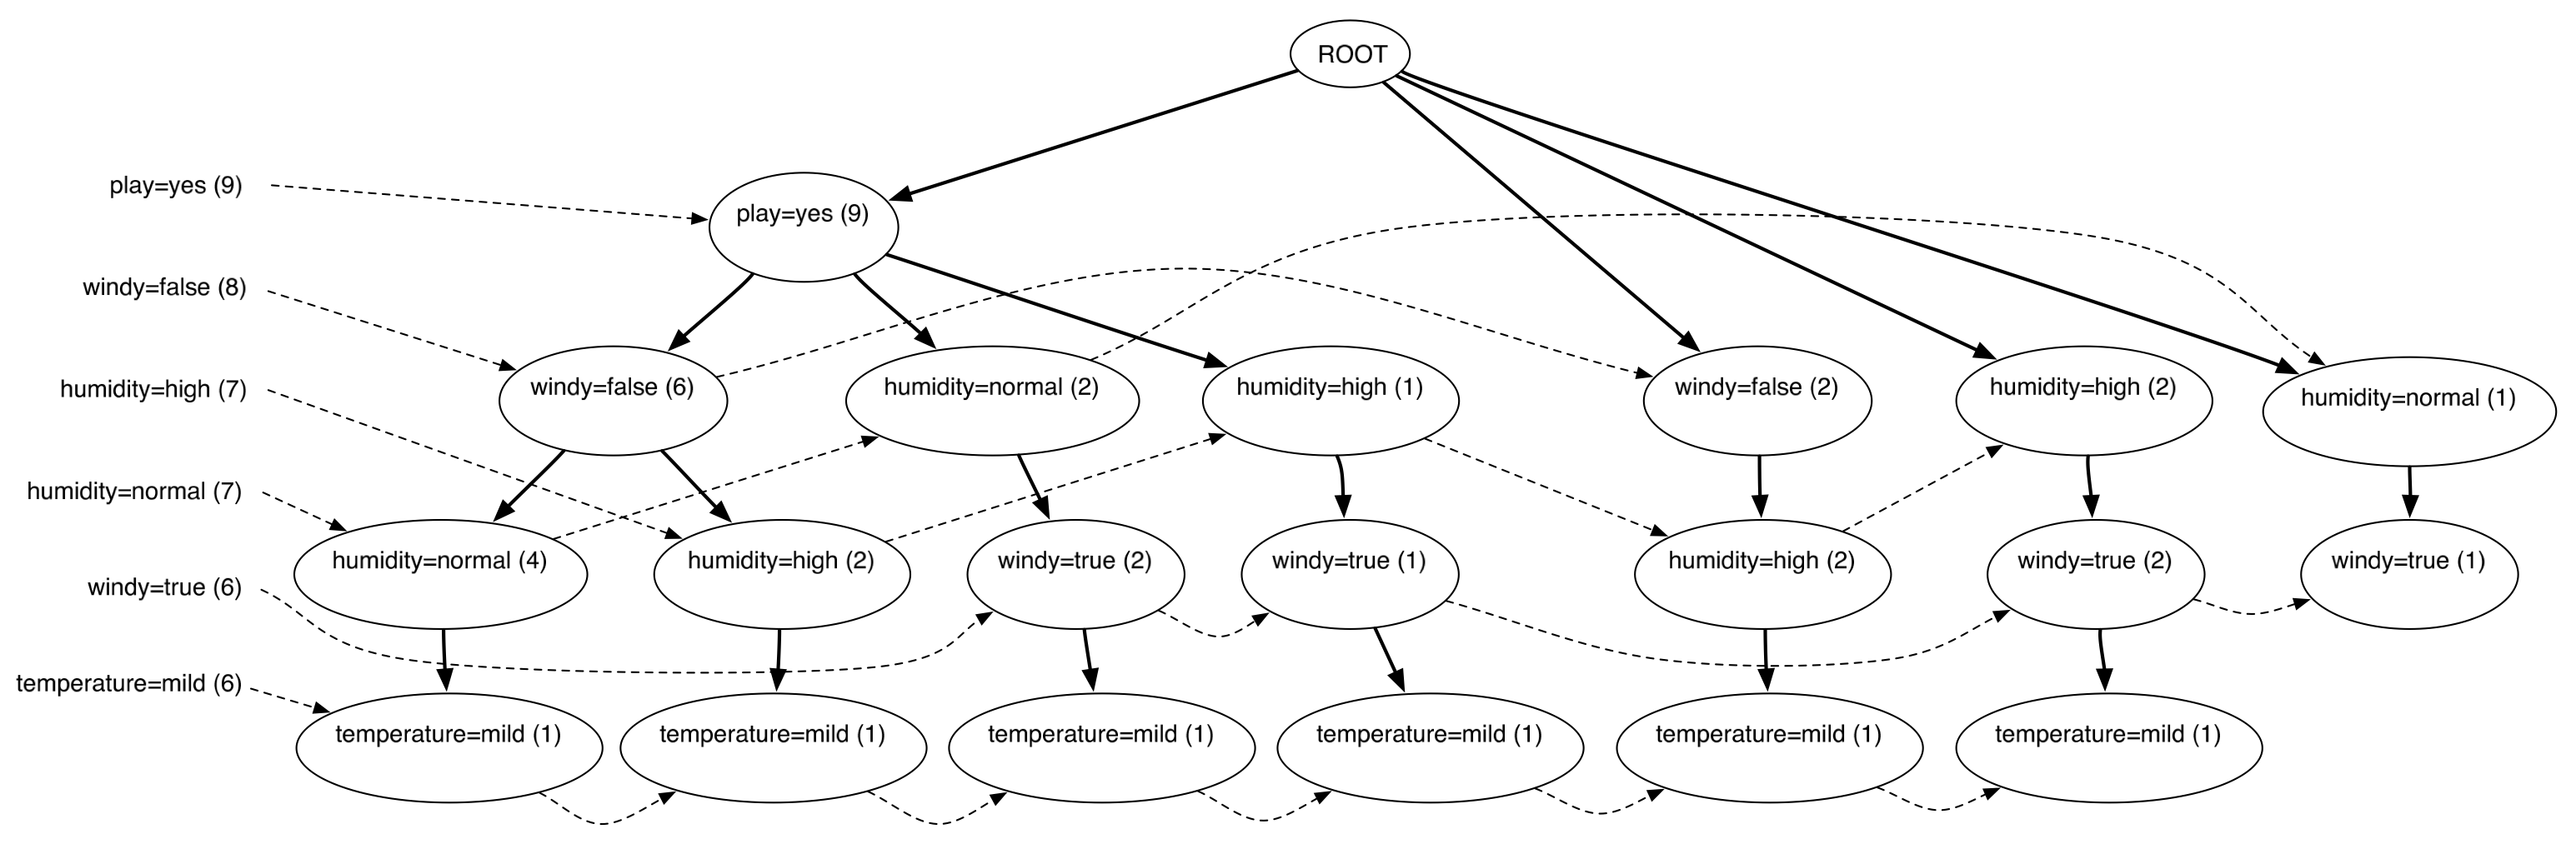 ROOT
play=yes (9)
play=yes (9)
windy=false (8)
windy=false (6)
humidity=normal (2)
humidity=high (1)
windy=false (2)
humidity=high (2)
humidity=normal (1)
humidity=high (7)
humidity=normal (7)
humidity=normal (4)
humidity=high (2)
windy=true (2)
windy=true (1)
humidity=high (2)
windy=true (2)
windy=true (1)
windy=true (6)
temperature=mild (6)
temperature=mild (1)
temperature=mild (1)
temperature=mild (1)
temperature=mild (1)
temperature=mild (1)
temperature=mild (1)